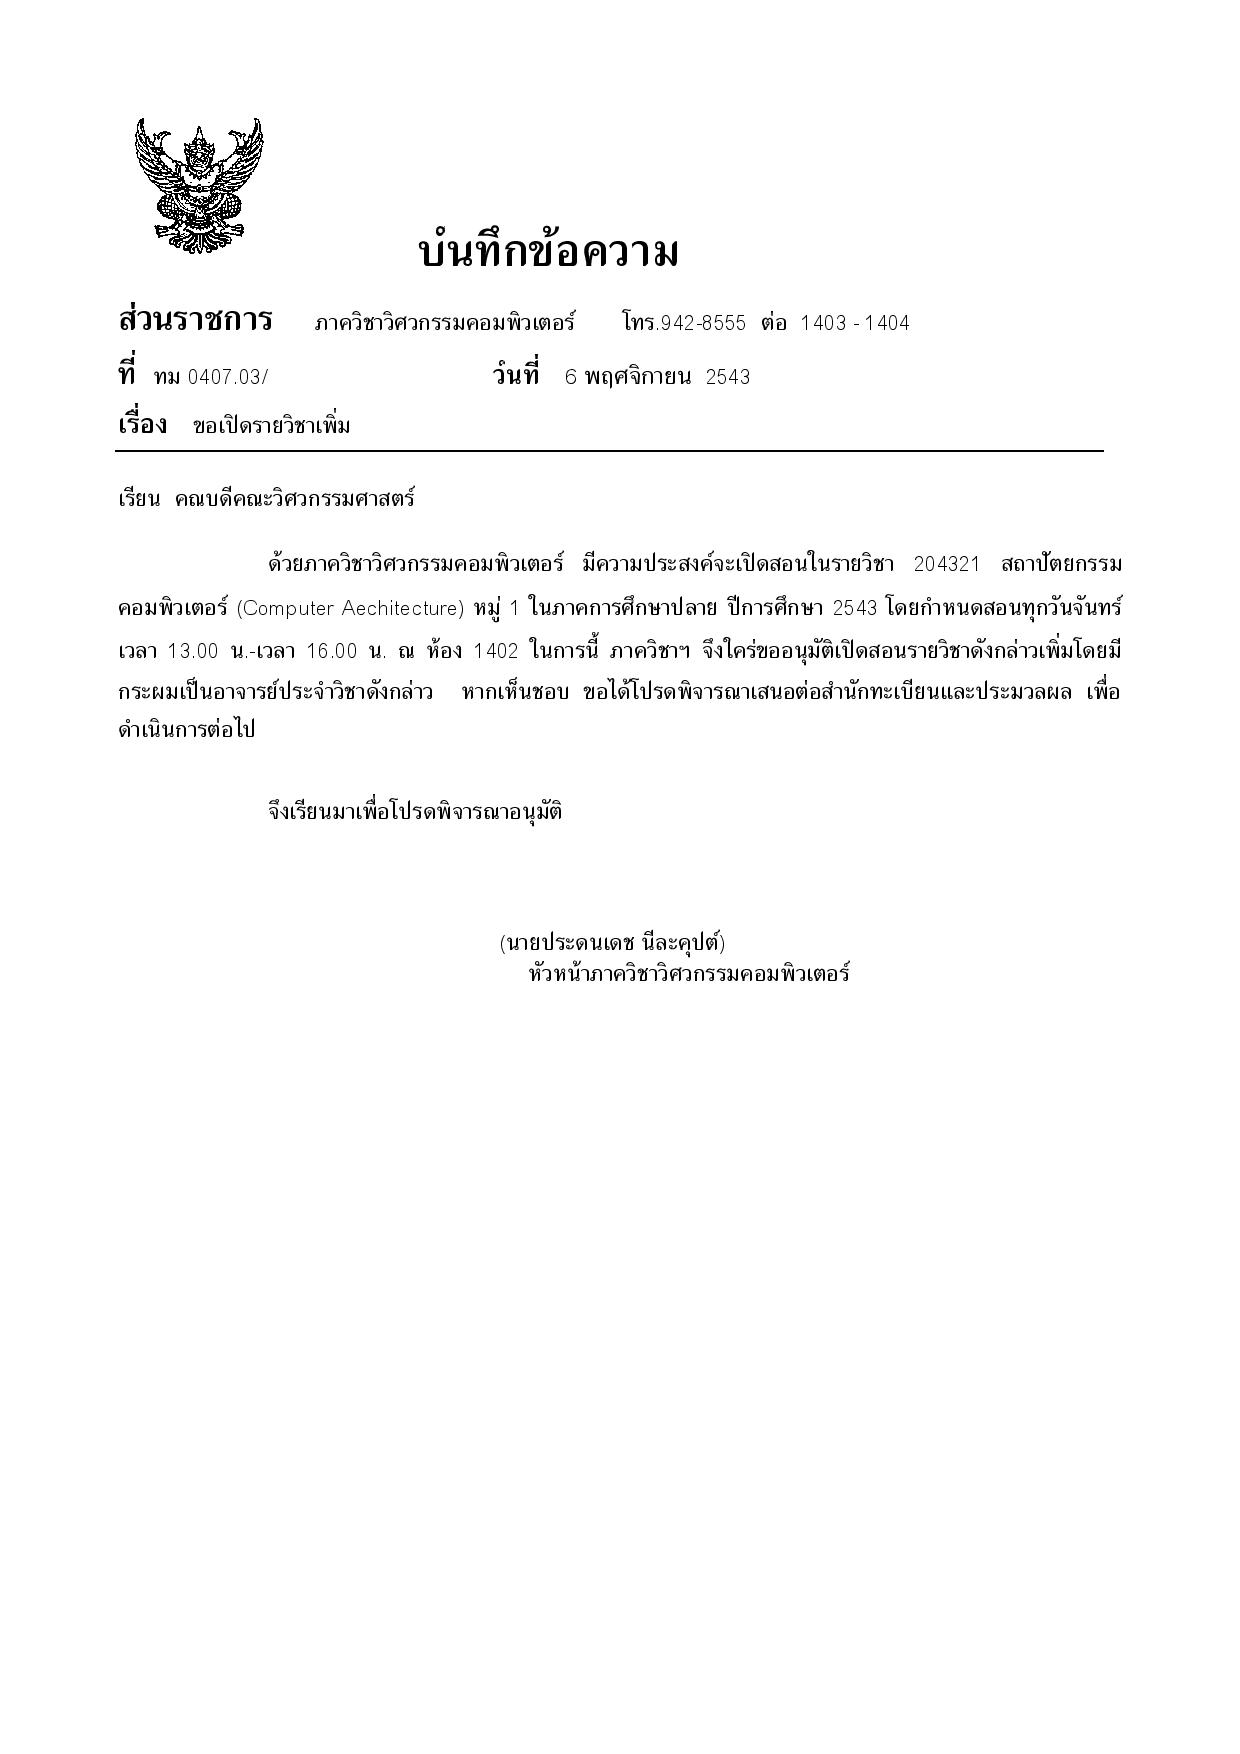 บันทึกข้อความ
ส่วนราชการ ภาควิชาวิศวกรรมคอมพิวเตอร์ โทร.942-8555 ต่อ 1403 - 1404
ที่ ทม 0407.03/ วันที่ 6 พฤศจิกายน 2543
เรื่อง ขอเปิดรายวิชาเพิ่ม
เรียน คณบดีคณะวิศวกรรมศาสตร์
ด้วยภาควิชาวิศวกรรมคอมพิวเตอร์ มีความประสงค์จะเปิดสอนในรายวิชา 204321 สถาปัตยกรรม
คอมพิวเตอร์ (Computer Aechitecture) หมู่ 1 ในภาคการศึกษาปลาย ปีการศึกษา 2543 โดยกำหนดสอนทุกวันจันทร์
เวลา 13.00 น.-เวลา 16.00 น. ณ ห้อง 1402 ในการนี้ ภาควิชาฯ จึงใคร่ขออนุมัติเปิดสอนรายวิชาดังกล่าวเพิ่มโดยมี
กระผมเป็นอาจารย์ประจำวิชาดังกล่าว หากเห็นชอบ ขอได้โปรดพิจารณาเสนอต่อสำนักทะเบียนและประมวลผล เพื่อ
ดำเนินการต่อไป
จึงเรียนมาเพื่อโปรดพิจารณาอนุมัติ
(นายประดนเดช นีละคุปต์)
หัวหน้าภาควิชาวิศวกรรมคอมพิวเตอร์